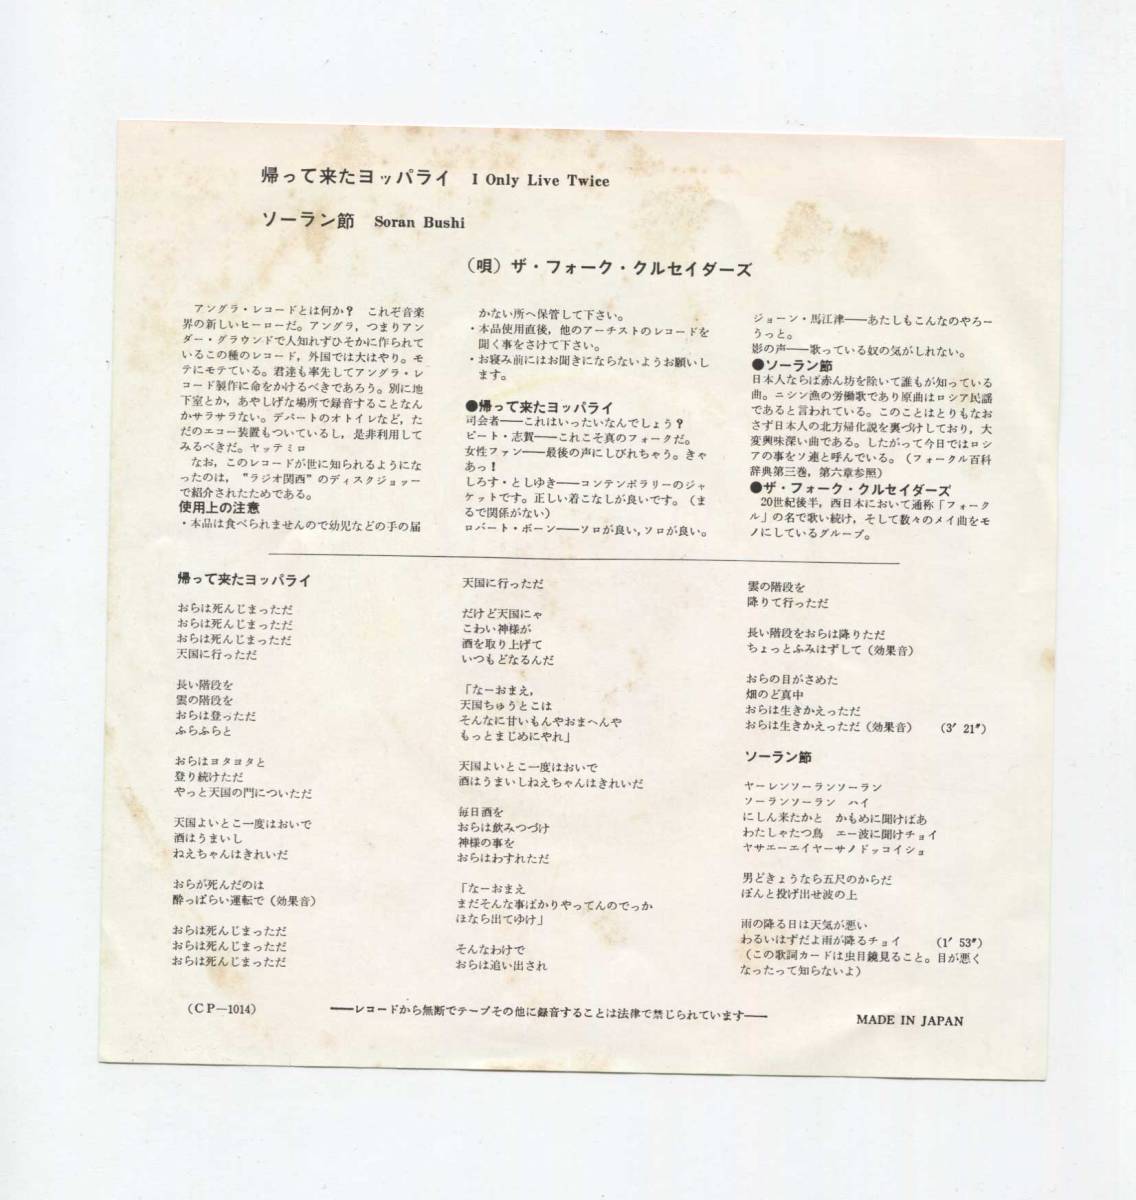 帰って来たヨッパライ　I Only Live Twice
ソーラン節　Soran Bushi
（唄）ザ・フォーク・クルセイダーズ
アングラ・レコードとは何か？　これぞ音楽
界の新しいヒーローだ。アングラ，つまりアン
ダー・グラウンドで人知れずひそかに作られて
いるこの種のレコード，外国では大はやり。モ
テにモテている。君達も率先してアングラ・レ
コード製作に命をかけるべきであろう。別に地
下室とか，あやしげな場所で録音することなん
かサラサラない。デパートのオトイレなど，た
だのエコー装置もついているし，是非利用して
みるべきだ。ヤッテミロ
なお，このレコードが世に知られるようにな
ったのは，“ラジオ関西”のディスクジョッー
で紹介されたためである。
使用上の注意
・本品は食べられませんので幼児などの手の届
かない所へ保管して下さい。
・本品使用直後，他のアーチストのレコードを
聞く事をさけて下さい。
・お寝み前にはお聞きにならないようお願いし
ます。
●帰って来たヨッパライ
司会者——これはいったいなんでしょう？
ピート・志賀——これこそ真のフォークだ。
女性ファン——最後の声にしびれちゃう。きゃ
あっ！
しろす・としゆき——コンテンポラリーのジャ
ケットです。正しい着こなしが良いです。（ま
るで関係がない）
ロバート・ボーン——ソロが良い，ソロが良い。
ジョーン・馬江津——あたしもこんなのやろー
うっと。
影の声——歌っている奴の気がしれない。
●ソーラン節
日本人ならば赤ん坊を除いて誰もが知っている
曲。ニシン漁の労働歌であり原曲はロシア民謡
であると言われている。このことはとりもなお
さず日本人の北方帰化説を裏づけしており，大
変興味深い曲である。したがって今日ではロシ
アの事をソ連と呼んでいる。（フォークル百科
辞典第三巻，第六章参照）
●ザ・フォーク・クルセイダーズ
20世紀後半，西日本において通称「フォーク
ル」の名で歌い続け，そして数々のメイ曲をモ
ノにしているグループ。
帰って来たヨッパライ
おらは死んじまっただ
おらは死んじまっただ
おらは死んじまっただ
天国に行っただ
長い階段を
雲の階段を
おらは登っただ
ふらふらと
おらはヨタヨタと
登り続けただ
やっと天国の門についただ
天国よいとこ一度はおいで
酒はうまいし
ねえちゃんはきれいだ
おらが死んだのは
酔っぱらい運転で（効果音）
おらは死んじまっただ
おらは死んじまっただ
おらは死んじまっただ
天国に行っただ
だけど天国にゃ
こわい神様が
酒を取り上げて
いつもどなるんだ
「なーおまえ，
天国ちゅうとこは
そんなに甘いもんやおまへんや
もっとまじめにやれ」
天国よいとこ一度はおいで
酒はうまいしねえちゃんはきれいだ
毎日酒を
おらは飲みつづけ
神様の事を
おらはわすれただ
「なーおまえ
まだそんな事ばかりやってんのでっか
ほなら出てゆけ」
そんなわけで
おらは追い出され
雲の階段を
降りて行っただ
長い階段をおらは降りただ
ちょっとふみはずして（効果音）
おらの目がさめた
畑のど真中
おらは生きかえっただ
おらは生きかえっただ（効果音）　（3′ 21″）
ソーラン節
ヤーレンソーランソーラン
ソーランソーラン　ハイ
にしん来たかと　かもめに聞けばあ
わたしゃたつ鳥　エー波に聞けチョイ
ヤサエーエイヤーサノドッコイショ
男どきょうなら五尺のからだ
ぽんと投げ出せ波の上
雨の降る日は天気が悪い
わるいはずだよ雨が降るチョイ　（1′ 53″）
（この歌詞カードは虫目鏡見ること。目が悪く
なったって知らないよ）
（CP—1014）
——レコードから無断でテープその他に録音することは法律で禁じられています——
MADE IN JAPAN